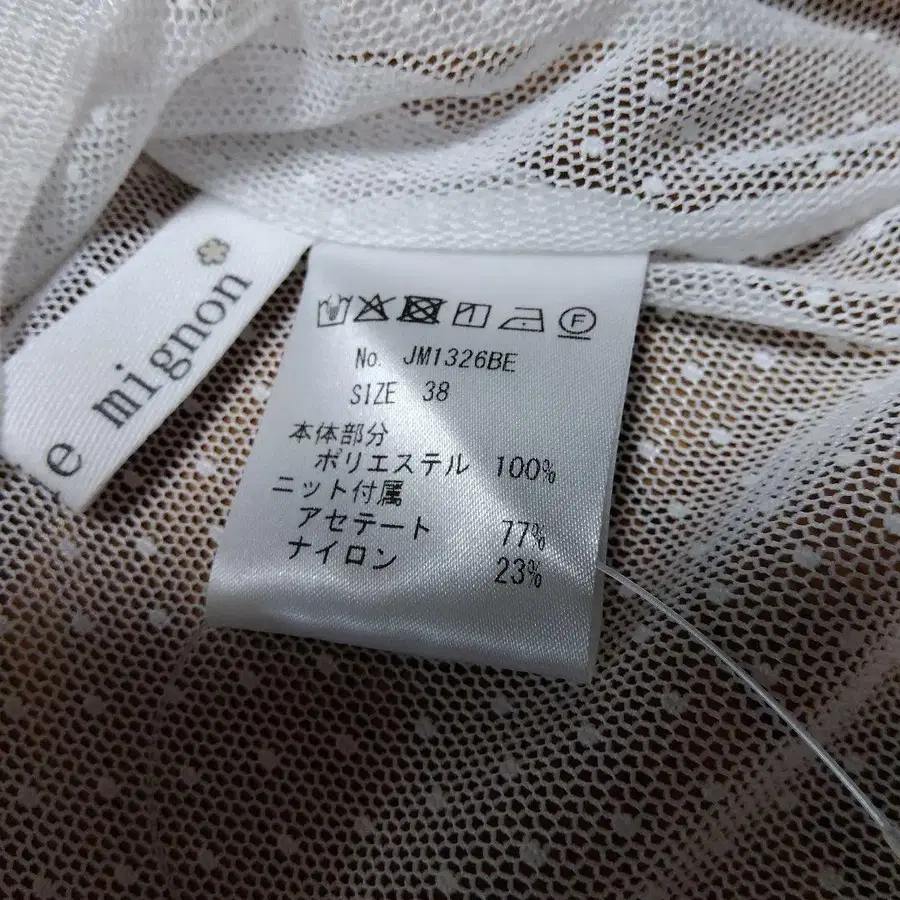 mignon
No. JM1326BE
SIZE 38
本体部分
ポリエステル 100%
ニット付属
アセテート 77%
ナイロン 23%
F